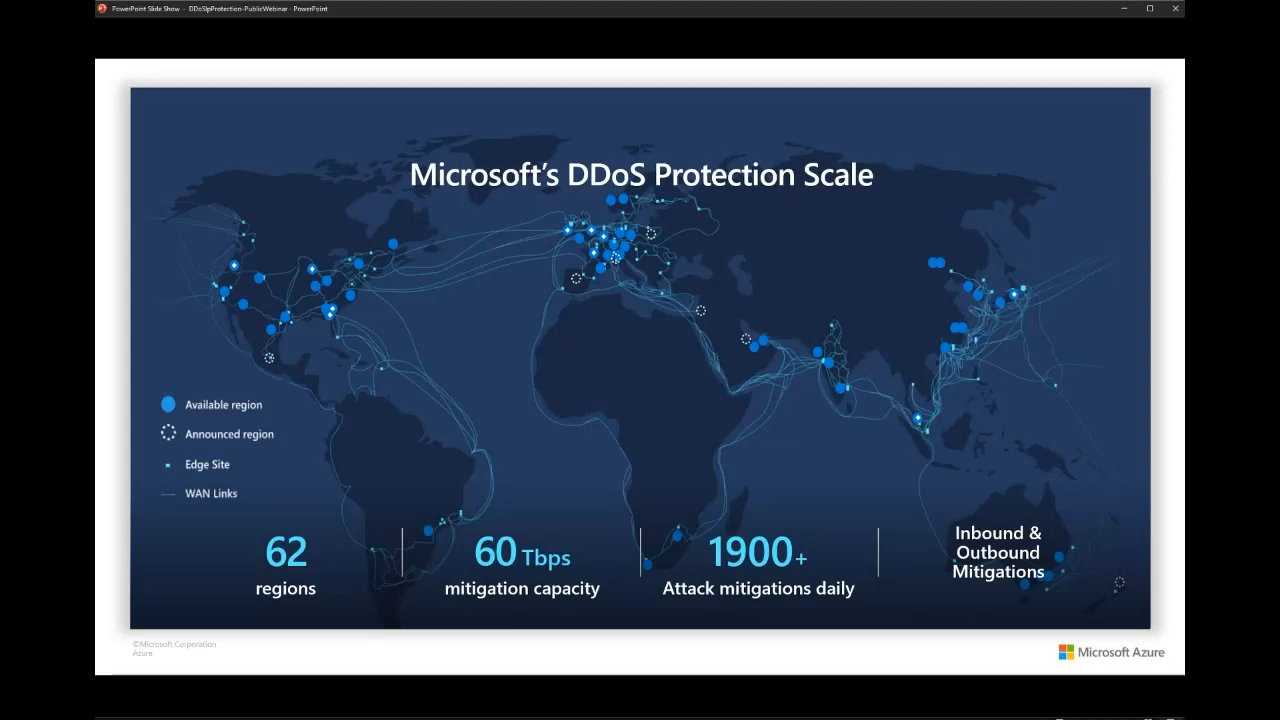 PowerPoint Slide Show - DDoSIpProtection-PublicWebinar - PowerPoint
Microsoft's DDoS Protection Scale
Available region
Announced region
Edge Site
WAN Links
62
regions
60 Tbps
mitigation capacity
1900+
Attack mitigations daily
Inbound &
Outbound
Mitigations
©Microsoft Corporation
Azure
Microsoft Azure